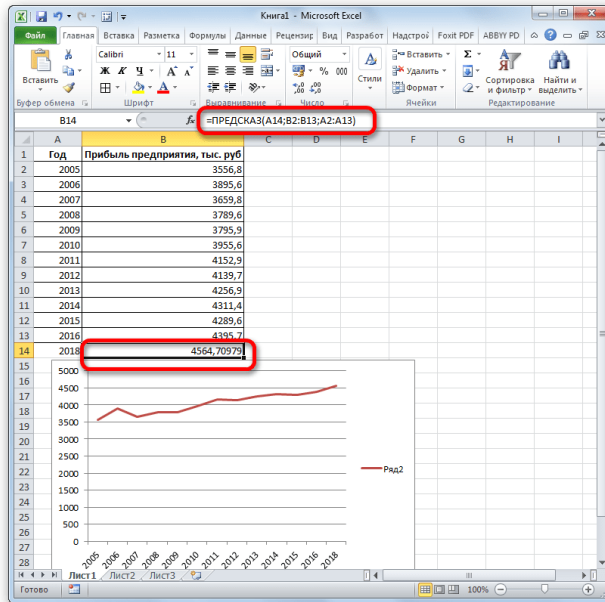 Книга1 - Microsoft Excel
Файл Главная Вставка Разметка Формулы Данные Рецензир Вид Разработ Надстрой Foxit PDF ABBYY PD
Вставить
Calibri 11
Ж К Ч
Общий
% 000
Стили
Вставить
Удалить
Формат
Σ
Сортировка и фильтр
Найти и выделить
Буфер обмена Шрифт Выравнивание Число Ячейки Редактирование
B14 fx =ПРЕДСКАЗ(A14;B2:B13;A2:A13)
A B C D E F G H I
1 Год Прибыль предприятия, тыс. руб
2 2005 3556,8
3 2006 3895,6
4 2007 3659,8
5 2008 3789,6
6 2009 3795,9
7 2010 3955,6
8 2011 4152,9
9 2012 4139,7
10 2013 4256,9
11 2014 4311,4
12 2015 4289,6
13 2016 4395,7
14 2018 4564,70979
15
16
17
18
19
20
21
22
23
24
25
26
27
28
5000
4500
4000
3500
3000
2500
2000
1500
1000
500
0
2005 2006 2007 2008 2009 2010 2011 2012 2013 2014 2015 2016 2018
Ряд2
Лист1 Лист2 Лист3
Готово 100%